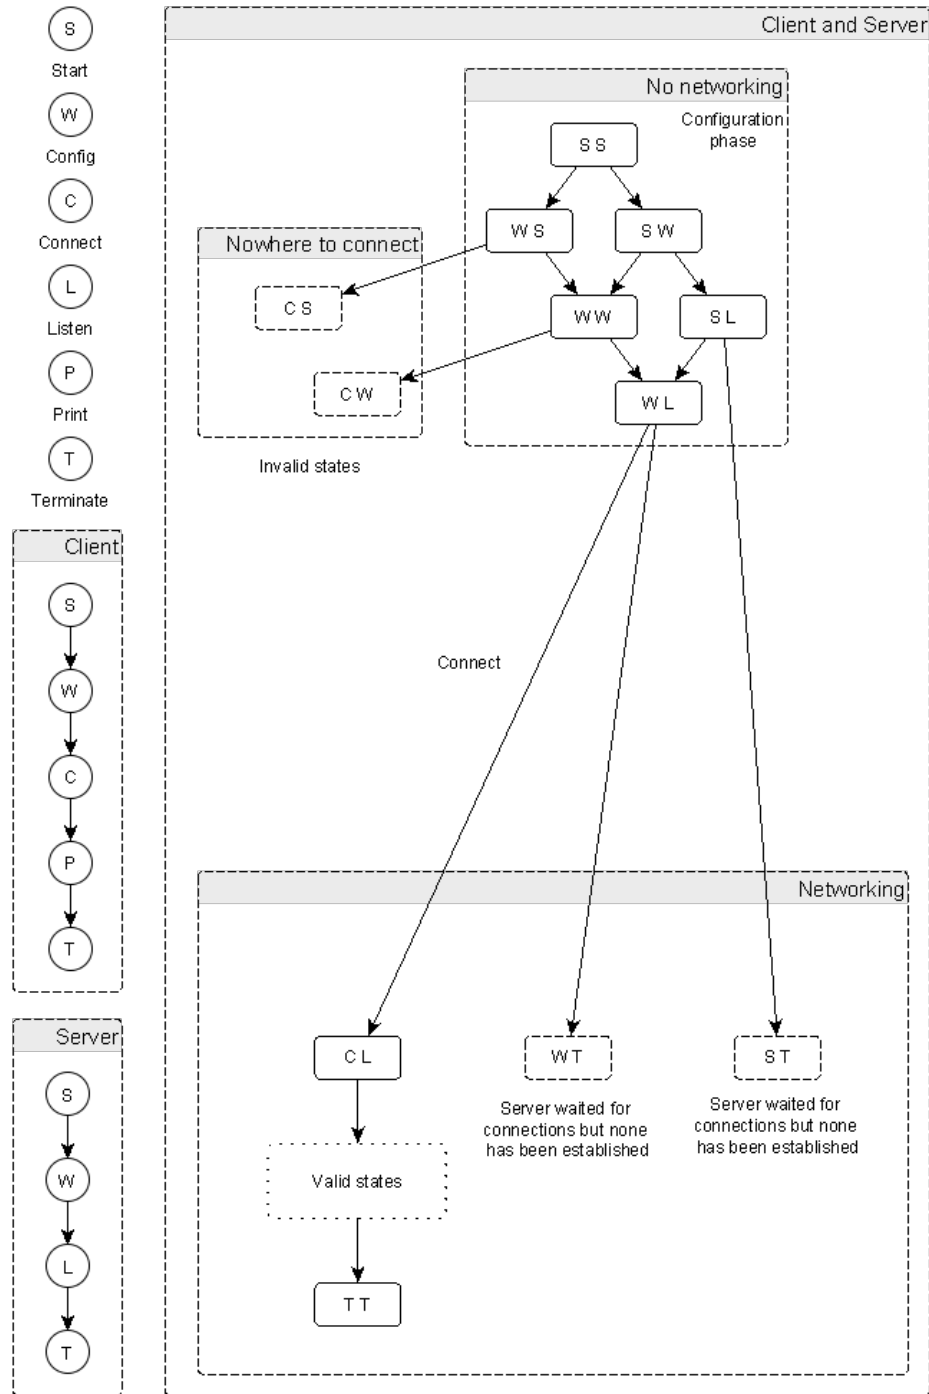 S
Start
W
Config
C
Connect
L
Listen
P
Print
T
Terminate
Client
S
W
C
P
T
Server
S
W
L
T
Client and Server
No networking
Configuration
phase
S S
W S
S W
W W
S L
W L
Nowhere to connect
C S
C W
Invalid states
Connect
Networking
C L
Valid states
T T
W T
Server waited for
connections but none
has been established
S T
Server waited for
connections but none
has been established